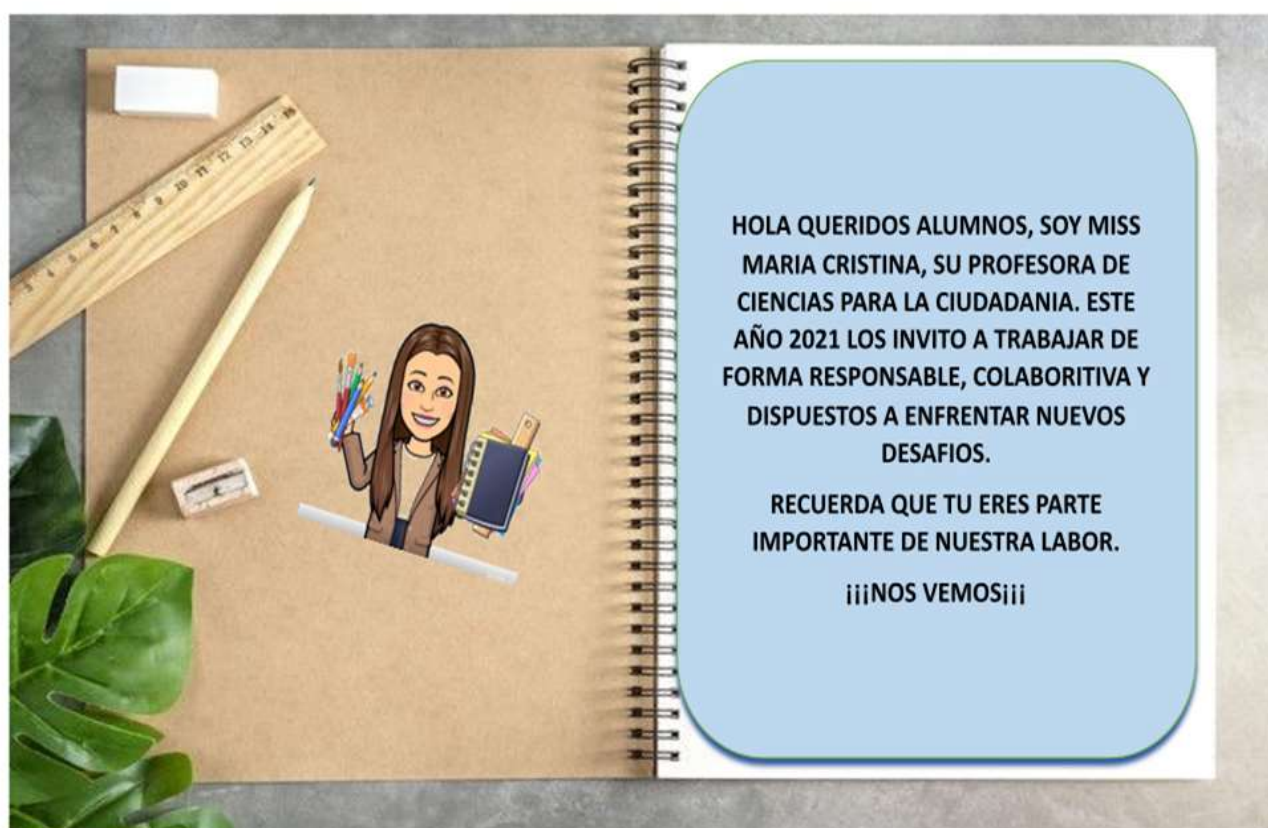 HOLA QUERIDOS ALUMNOS, SOY MISS
MARIA CRISTINA, SU PROFESORA DE
CIENCIAS PARA LA CIUDADANIA. ESTE
AÑO 2021 LOS INVITO A TRABAJAR DE
FORMA RESPONSABLE, COLABORITIVA Y
DISPUESTOS A ENFRENTAR NUEVOS
DESAFIOS.
RECUERDA QUE TU ERES PARTE
IMPORTANTE DE NUESTRA LABOR.
¡¡¡NOS VEMOS¡¡¡